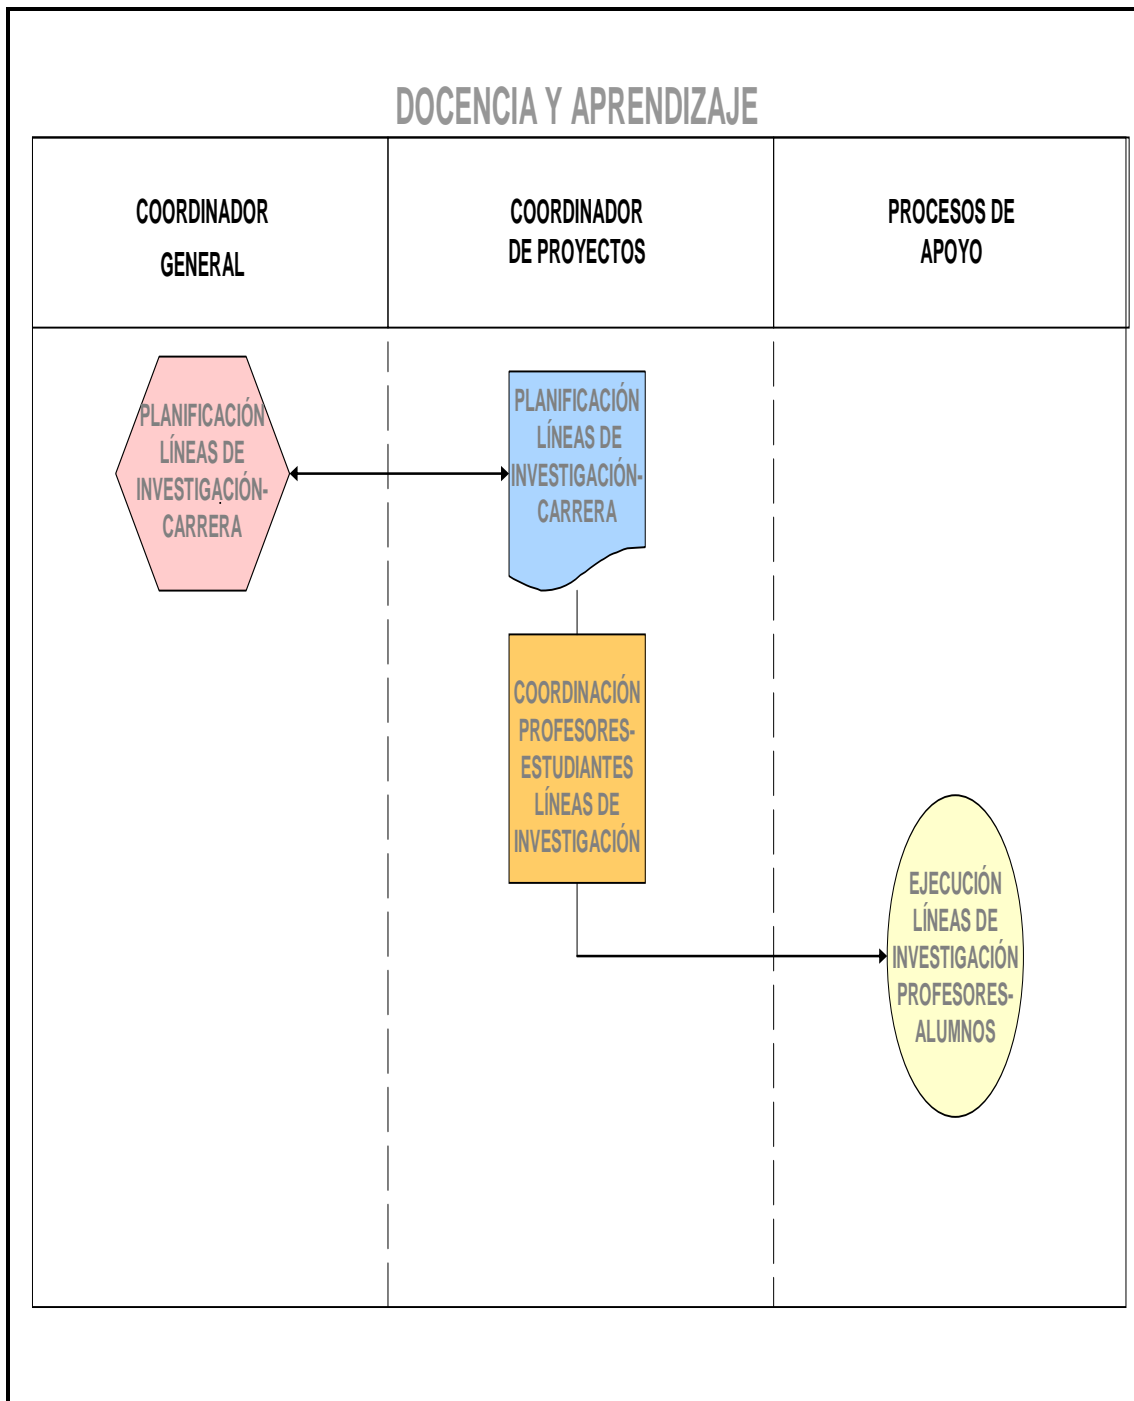 DOCENCIA Y APRENDIZAJE
COORDINADOR
GENERAL
COORDINADOR
DE PROYECTOS
PROCESOS DE
APOYO
PLANIFICACIÓN
LÍNEAS DE
INVESTIGACIÓN-
CARRERA
PLANIFICACIÓN
LÍNEAS DE
INVESTIGACIÓN-
CARRERA
COORDINACIÓN
PROFESORES-
ESTUDIANTES
LÍNEAS DE
INVESTIGACIÓN
EJECUCIÓN
LÍNEAS DE
INVESTIGACIÓN
PROFESORES-
ALUMNOS